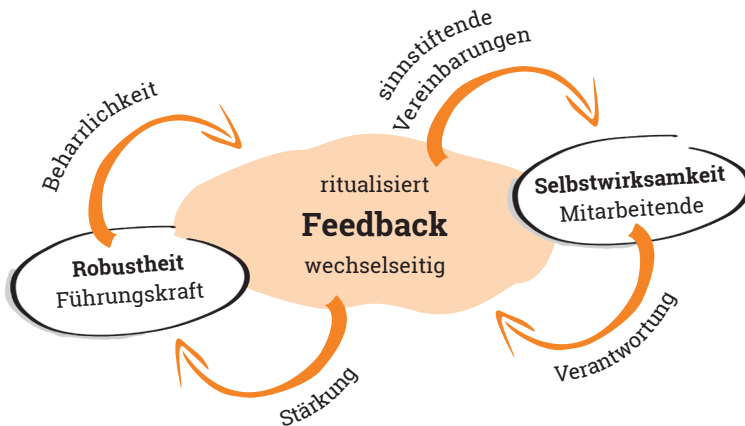 sinnstiftende
Vereinbarungen
Beharrlichkeit
ritualisiert
Feedback
wechselseitig
Selbstwirksamkeit
Mitarbeitende
Robustheit
Führungskraft
Stärkung
Verantwortung